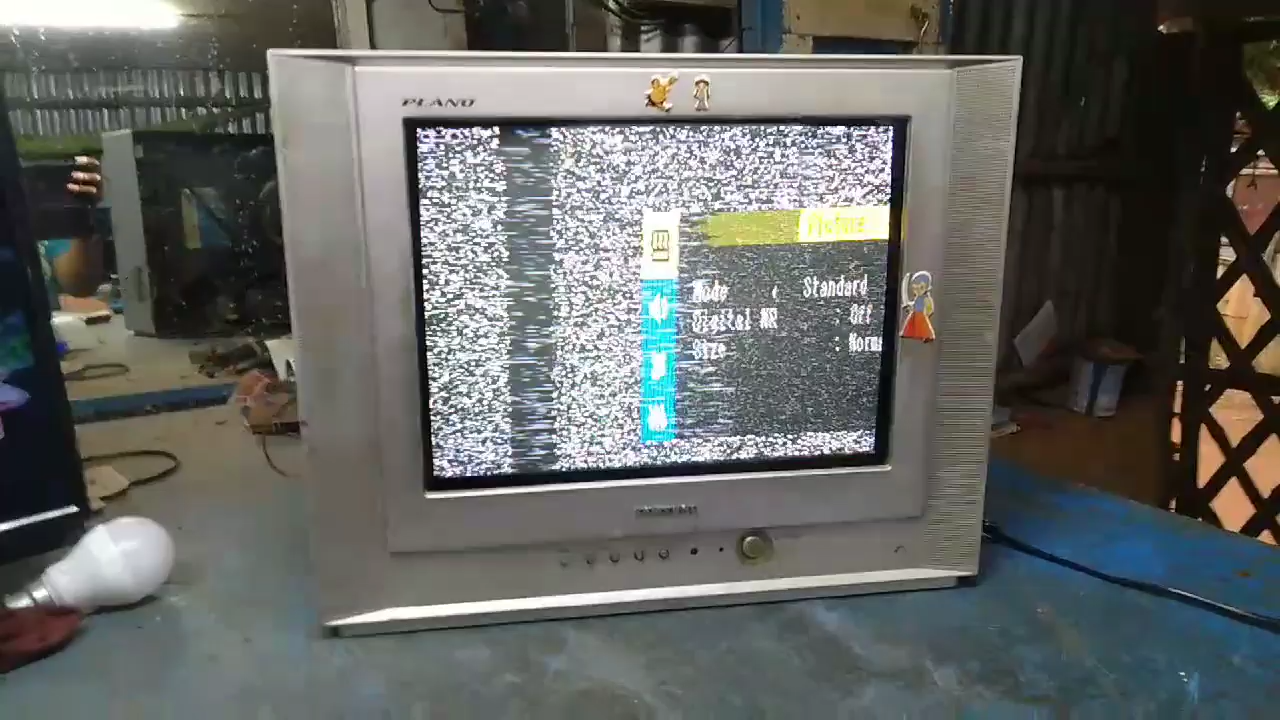 PLANO
Picture
Mode : Standard
Digital NR : Off
Size : Norm